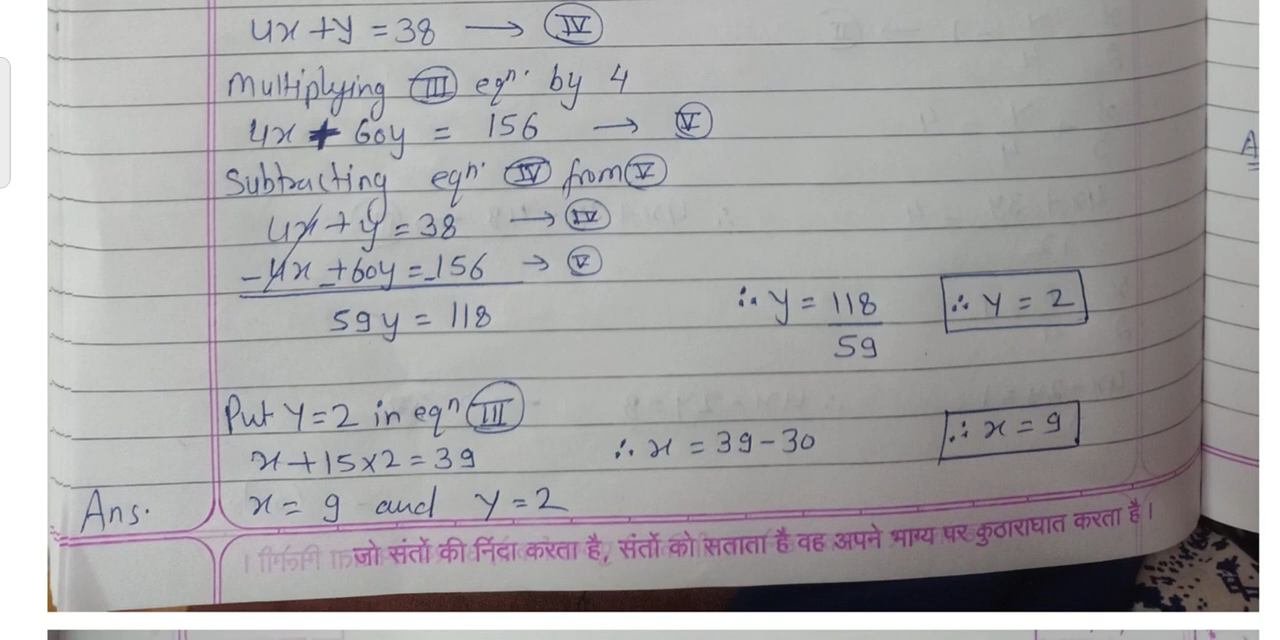 4x+y=38 → IV
Multiplying III eqn. by 4
4x + 60y = 156 → V
Subtracting eqn. IV from V
4x+y=38 → IV
-4x +60y=156 → V
59y = 118 ∴ y = 118/59 ∴ y = 2
Put y=2 in eqn III
x+15x2=39 ∴ x = 39-30 ∴ x = 9
Ans. x= 9 and y=2
जो संतों की निंदा करता है, संतों को सताता है वह अपने भाग्य पर कुठाराघात करता है।